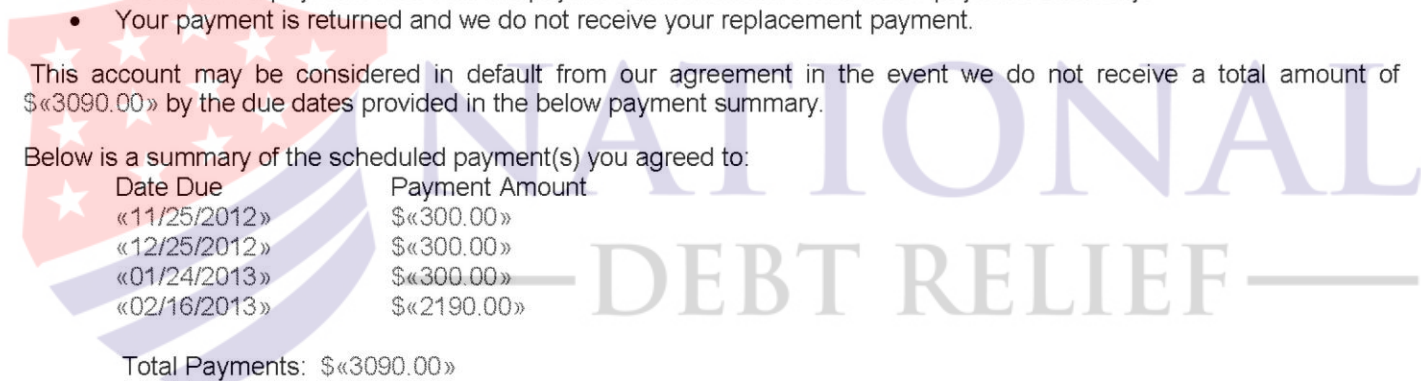 • Your payment is returned and we do not receive your replacement payment.
This account may be considered in default from our agreement in the event we do not receive a total amount of
$«3090.00» by the due dates provided in the below payment summary.
Below is a summary of the scheduled payment(s) you agreed to:
Date Due Payment Amount
«11/25/2012» $«300.00»
«12/25/2012» $«300.00»
«01/24/2013» $«300.00»
«02/16/2013» $«2190.00»
Total Payments: $«3090.00»
NATIONAL
DEBT RELIEF